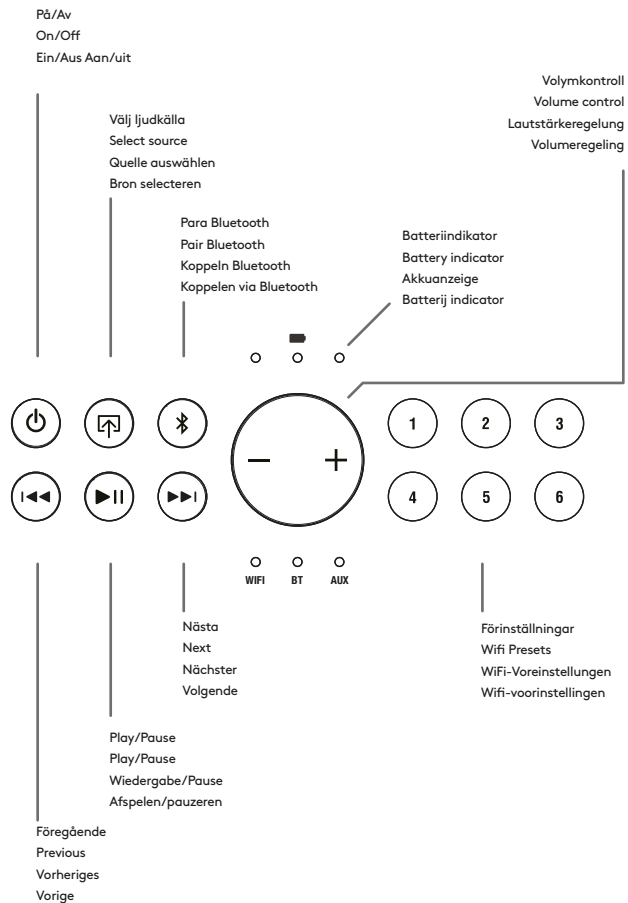 På/Av
On/Off
Ein/Aus Aan/uit
Volymkontroll
Volume control
Lautstärkeregelung
Volumeregeling
Välj ljudkälla
Select source
Quelle auswählen
Bron selecteren
Para Bluetooth
Pair Bluetooth
Koppeln Bluetooth
Koppelen via Bluetooth
Batteriindikator
Battery indicator
Akkuanzeige
Batterij indicator
1 2 3
4 5 6
WIFI BT AUX
Nästa
Next
Nächster
Volgende
Förinställningar
Wifi Presets
WiFi-Voreinstellungen
Wifi-voorinstellingen
Play/Pause
Play/Pause
Wiedergabe/Pause
Afspelen/pauzeren
Föregående
Previous
Vorheriges
Vorige